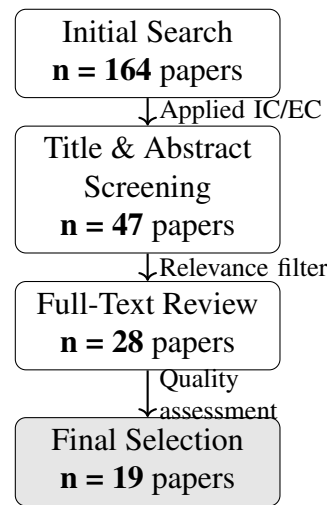 Initial Search
n = 164 papers
Applied IC/EC
Title & Abstract
Screening
n = 47 papers
Relevance filter
Full-Text Review
n = 28 papers
Quality
assessment
Final Selection
n = 19 papers